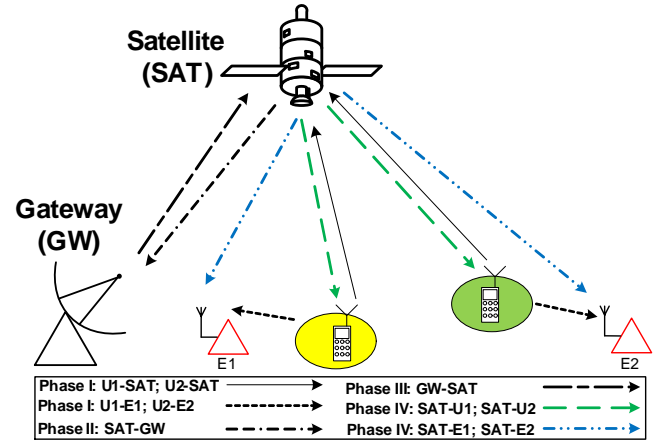 Satellite
(SAT)
Gateway
(GW)
E1
E2
Phase I: U1-SAT; U2-SAT
Phase I: U1-E1; U2-E2
Phase II: SAT-GW
Phase III: GW-SAT
Phase IV: SAT-U1; SAT-U2
Phase IV: SAT-E1; SAT-E2